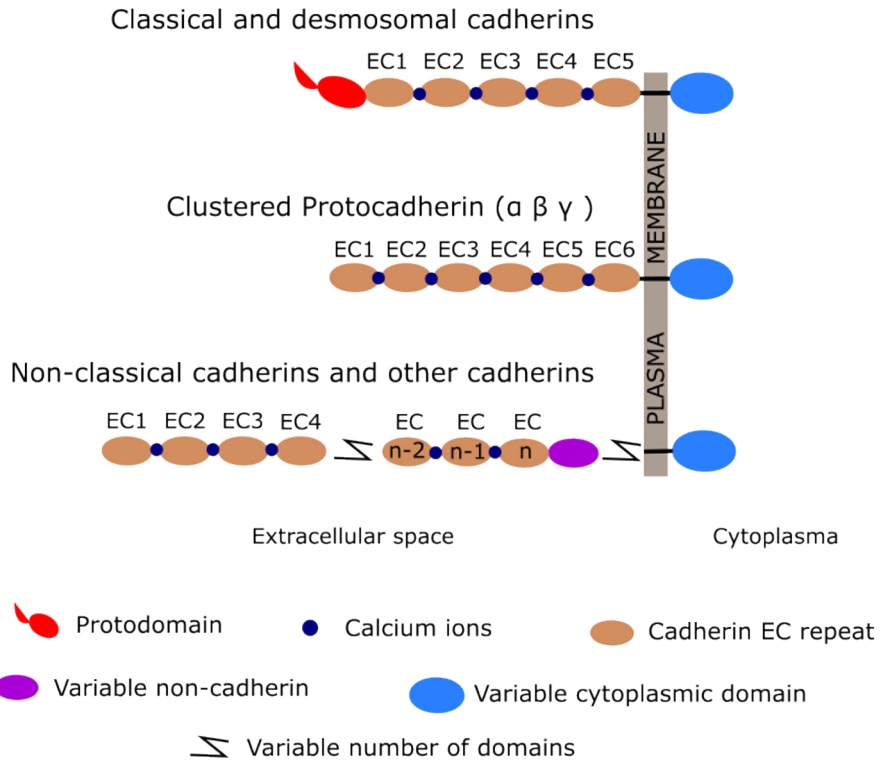 Classical and desmosomal cadherins
EC1 EC2 EC3 EC4 EC5
Clustered Protocadherin (α β γ )
EC1 EC2 EC3 EC4 EC5 EC6
PLASMA MEMBRANE
Non-classical cadherins and other cadherins
EC1 EC2 EC3 EC4 EC EC EC
n-2 n-1 n
Extracellular space Cytoplasma
Protodomain Calcium ions Cadherin EC repeat
Variable non-cadherin Variable cytoplasmic domain
Variable number of domains